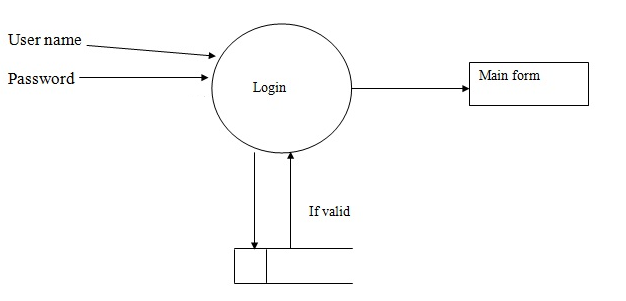 User name
Password
Login
Main form
If valid